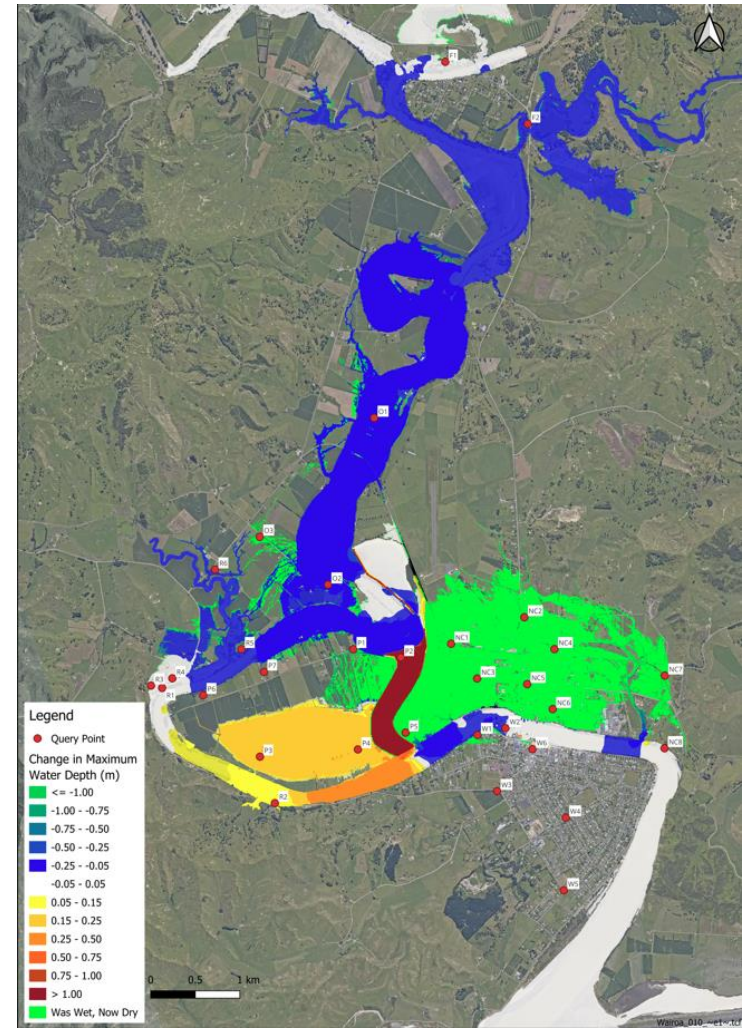 F1
F2
O1
O3
R6
O2
NC2
R5
P1
P2
NC1
NC4
R4
P7
NC3
NC5
NC7
R3
R1
P6
NC6
P5
W1
W2
P3
P4
W6
NC8
R2
W3
W4
W5
Legend
Query Point
Change in Maximum
Water Depth (m)
<= -1.00
-1.00 - -0.75
-0.75 - -0.50
-0.50 - -0.25
-0.25 - -0.05
-0.05 - 0.05
0.05 - 0.15
0.15 - 0.25
0.25 - 0.50
0.50 - 0.75
0.75 - 1.00
> 1.00
Was Wet, Now Dry
0 0.5 1 km